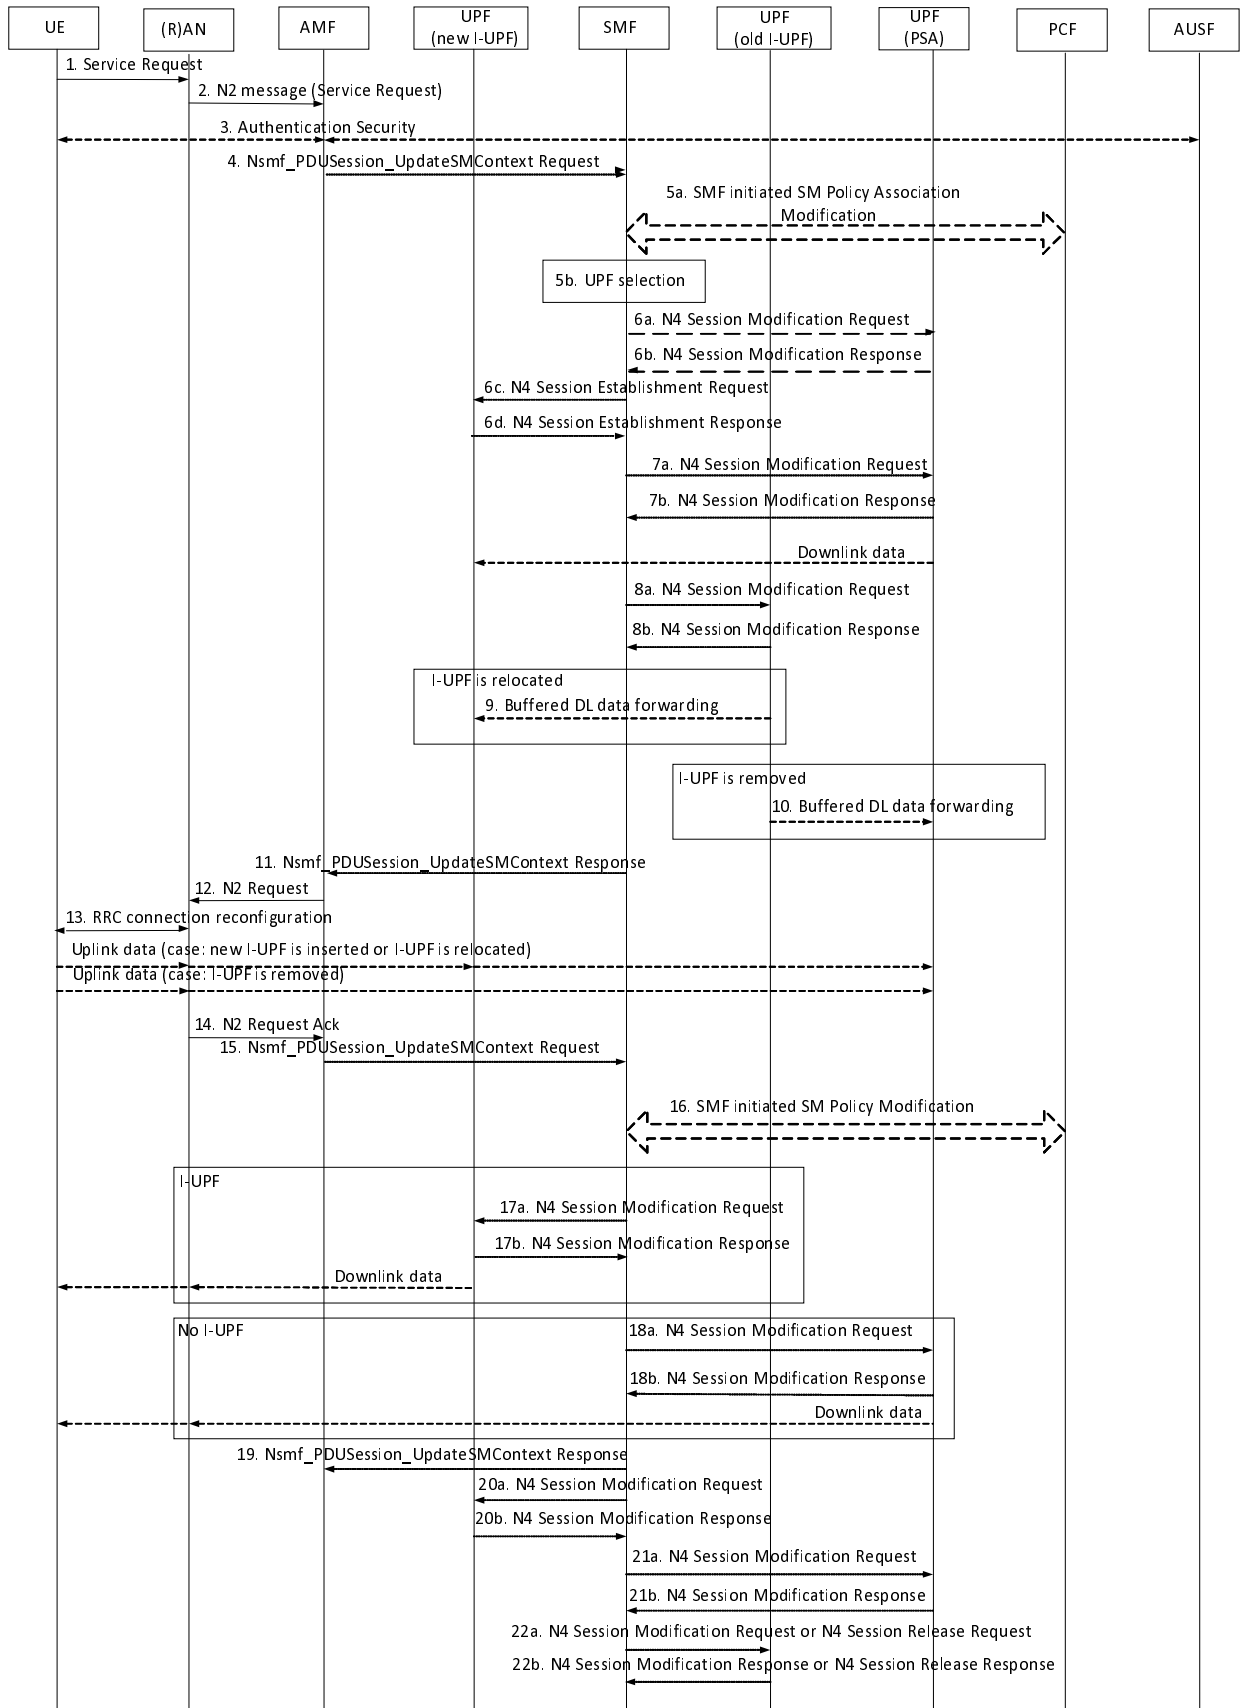 UE
(R)AN
AMF
UPF
(new I-UPF)
SMF
UPF
(old I-UPF)
UPF
(PSA)
PCF
AUSF
1. Service Request
2. N2 message (Service Request)
3. Authentication Security
4. Nsmf_PDUSession_UpdateSMContext Request
5a. SMF initiated SM Policy Association
Modification
5b. UPF selection
6a. N4 Session Modification Request
6b. N4 Session Modification Response
6c. N4 Session Establishment Request
6d. N4 Session Establishment Response
7a. N4 Session Modification Request
7b. N4 Session Modification Response
Downlink data
8a. N4 Session Modification Request
8b. N4 Session Modification Response
I-UPF is relocated
9. Buffered DL data forwarding
I-UPF is removed
10. Buffered DL data forwarding
11. Nsmf_PDUSession_UpdateSMContext Response
12. N2 Request
13. RRC connection reconfiguration
Uplink data (case: new I-UPF is inserted or I-UPF is relocated)
Uplink data (case: I-UPF is removed)
14. N2 Request Ack
15. Nsmf_PDUSession_UpdateSMContext Request
16. SMF initiated SM Policy Modification
I-UPF
17a. N4 Session Modification Request
17b. N4 Session Modification Response
Downlink data
No I-UPF
18a. N4 Session Modification Request
18b. N4 Session Modification Response
Downlink data
19. Nsmf_PDUSession_UpdateSMContext Response
20a. N4 Session Modification Request
20b. N4 Session Modification Response
21a. N4 Session Modification Request
21b. N4 Session Modification Response
22a. N4 Session Modification Request or N4 Session Release Request
22b. N4 Session Modification Response or N4 Session Release Response